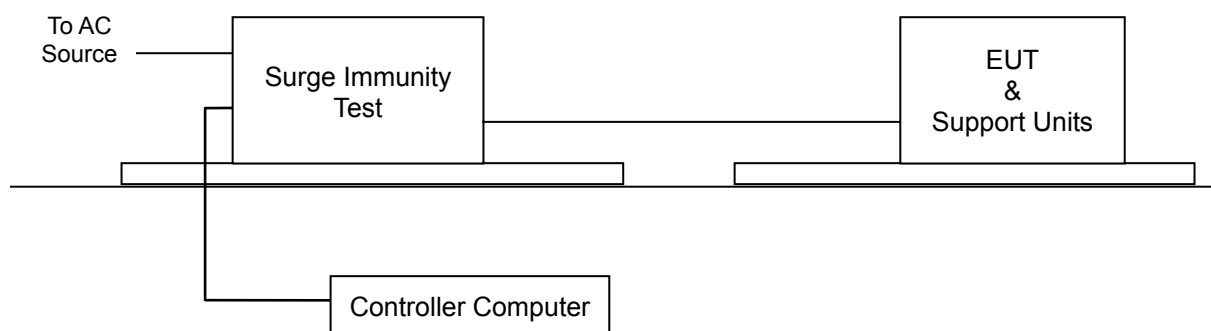 To AC
Source
Surge Immunity
Test
EUT
&
Support Units
Controller Computer